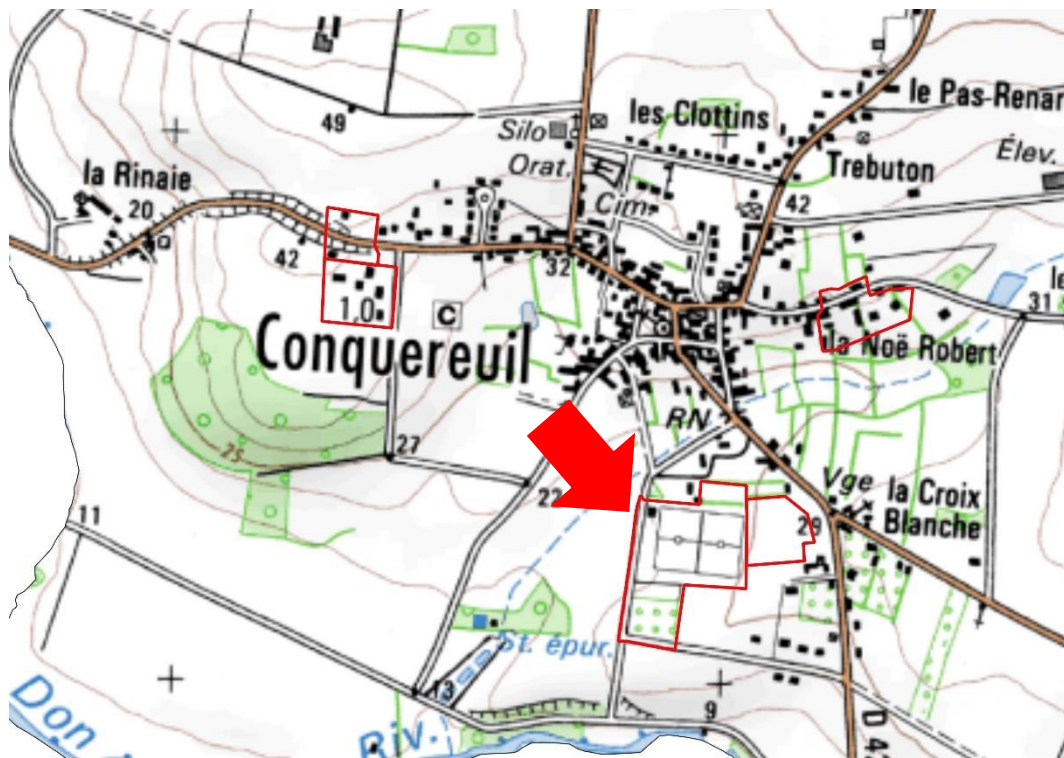 49
Silo
Orat.
les Clottins
le Pas-Renar
Trebuton
Élev.
la Rinaie
20
Cim.
42
42
32
31
1,0
C
Conquereuil
la Noë Robert
25
27
RN
22
Vge
la Croix
Blanche
29
11
St. épur.
13
9
Don
Riv.